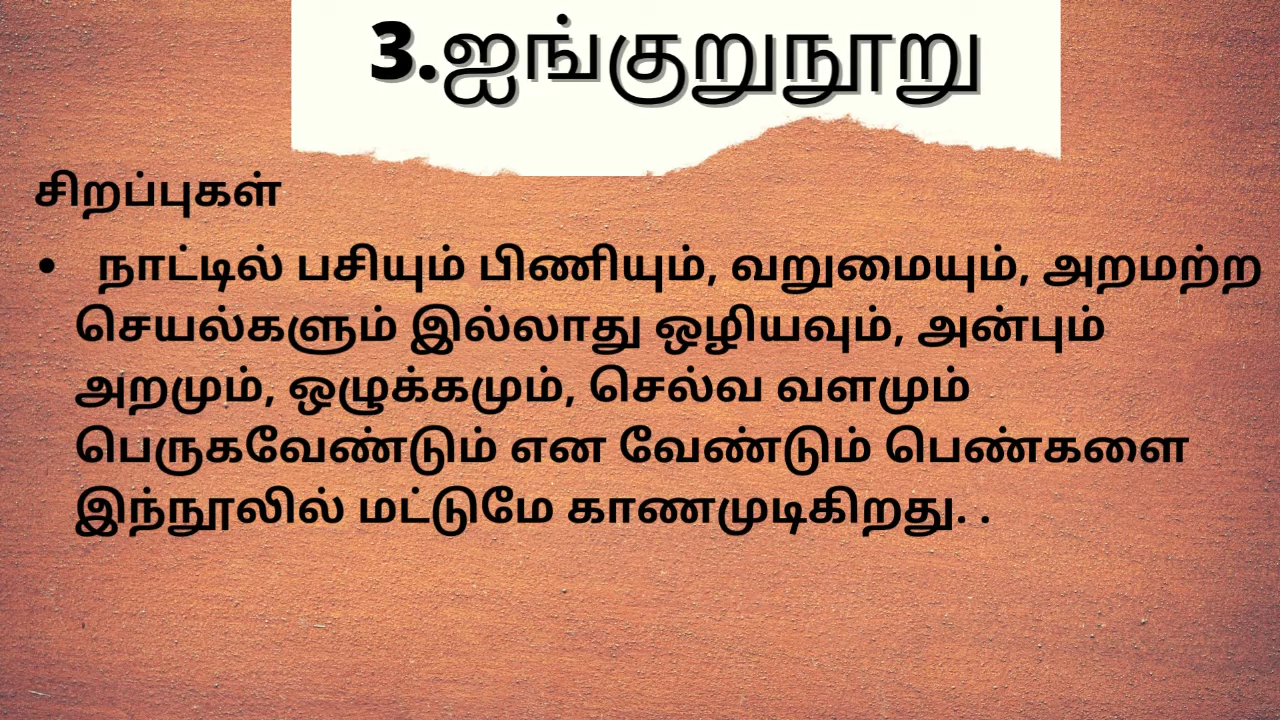 3.ஐங்குறுநூறு
சிறப்புகள்
• நாட்டில் பசியும் பிணியும், வறுமையும், அறமற்ற
செயல்களும் இல்லாது ஒழியவும், அன்பும்
அறமும், ஒழுக்கமும், செல்வ வளமும்
பெருகவேண்டும் என வேண்டும் பெண்களை
இந்நூலில் மட்டுமே காணமுடிகிறது. .